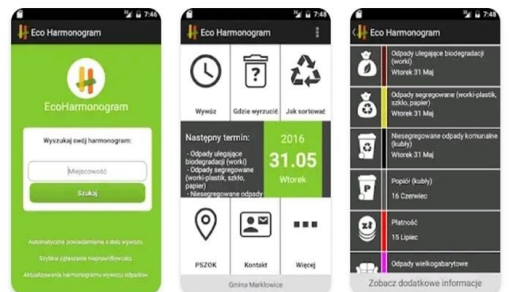 7:46
Eco Harmonogram
EcoHarmonogram
Wyszukaj swój harmonogram:
Miejscowość
Szukaj
Automatyczne powiadamianie o dniu wywozu
Szybkie zgłaszanie nieprawidłowości
Aktualizowanie harmonogramu wywozu odpadów
7:48
Eco Harmonogram
Wywóz
Gdzie wyrzucić
Jak sortować
Następny termin:
- Odpady ulegające
biodegradacji (worki)
- Odpady segregowane
(worki-plastik, szkło,
papier)
- Niesegregowane odpady
2016
31.05
Wtorek
PSZOK
Kontakt
Więcej
Gmina Marklowice
7:48
Eco Harmonogram
Odpady ulegające biodegradacji
(worki)
Wtorek 31 Maj
Odpady segregowane (worki-plastik,
szkło, papier)
Wtorek 31 Maj
Niesegregowane odpady komunalne
(kubły)
Wtorek 31 Maj
P
Popiół (kubły)
16 Czerwiec
zł
Płatność
15 Lipiec
Odpady wielkogabarytowe
Zobacz dodatkowe informacje